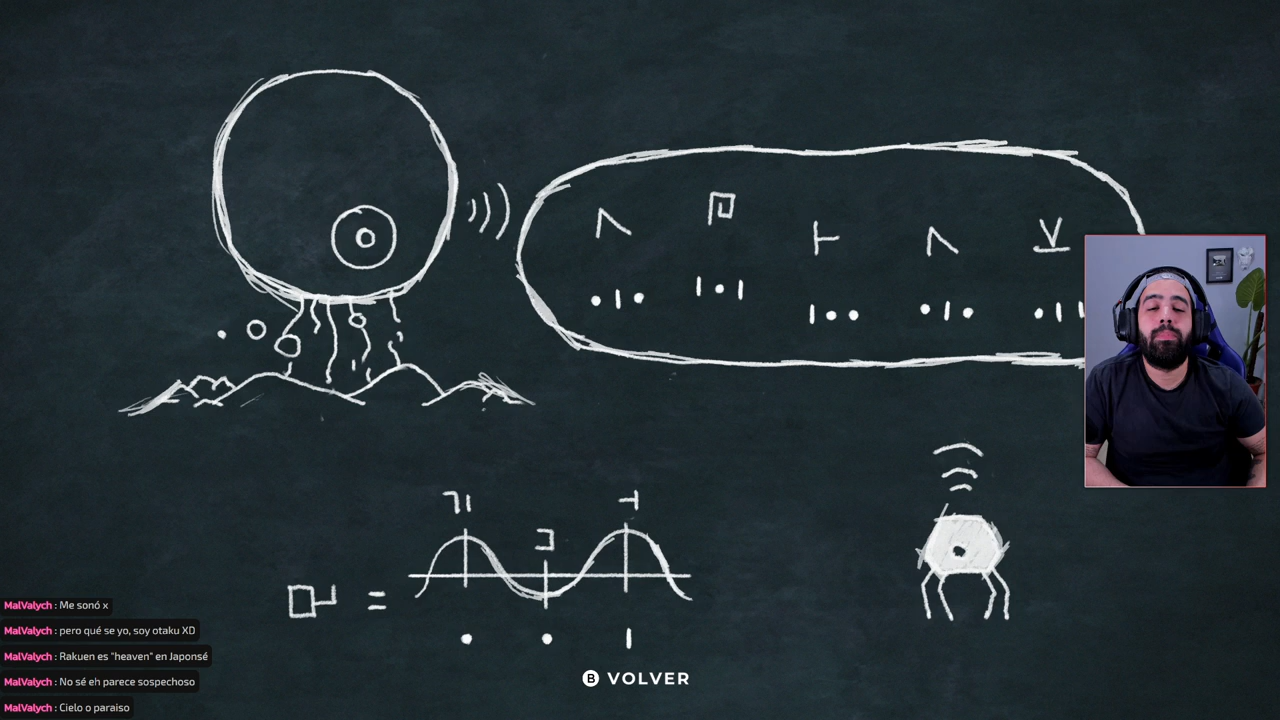 MalValych : Me sonó x
MalValych : pero qué se yo, soy otaku XD
MalValych : Rakuen es "heaven" en Japonsé
MalValych : No sé eh parece sospechoso
MalValych : Cielo o paraiso
B VOLVER